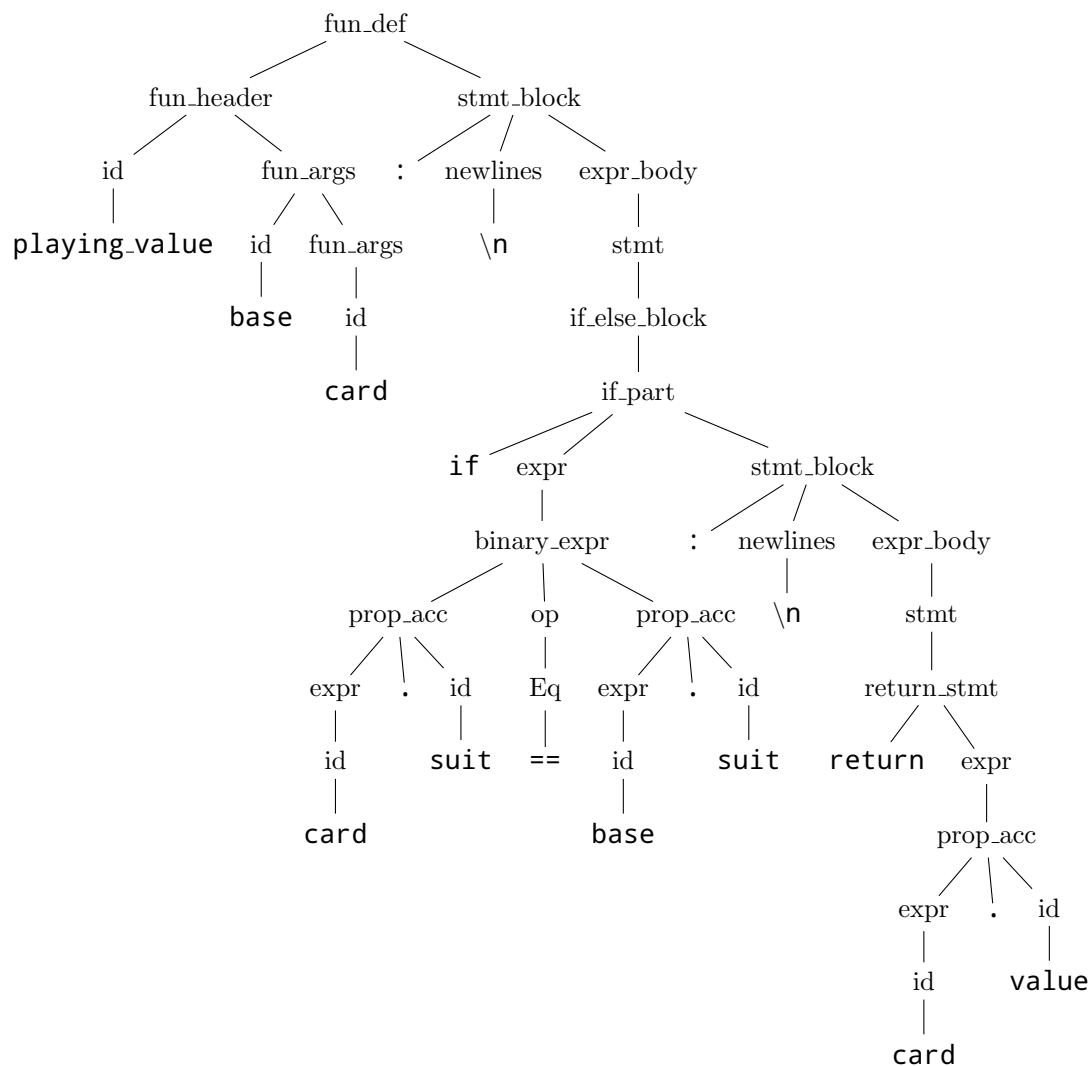 fun_def
fun_header stmt_block
id fun_args : newlines expr_body
playing_value id fun_args \n stmt
base id if_else_block
card if_part
if expr stmt_block
binary_expr : newlines expr_body
prop_acc op prop_acc \n stmt
expr . id Eq expr . id return_stmt
id suit == id suit return expr
card base prop_acc
expr . id
id value
card